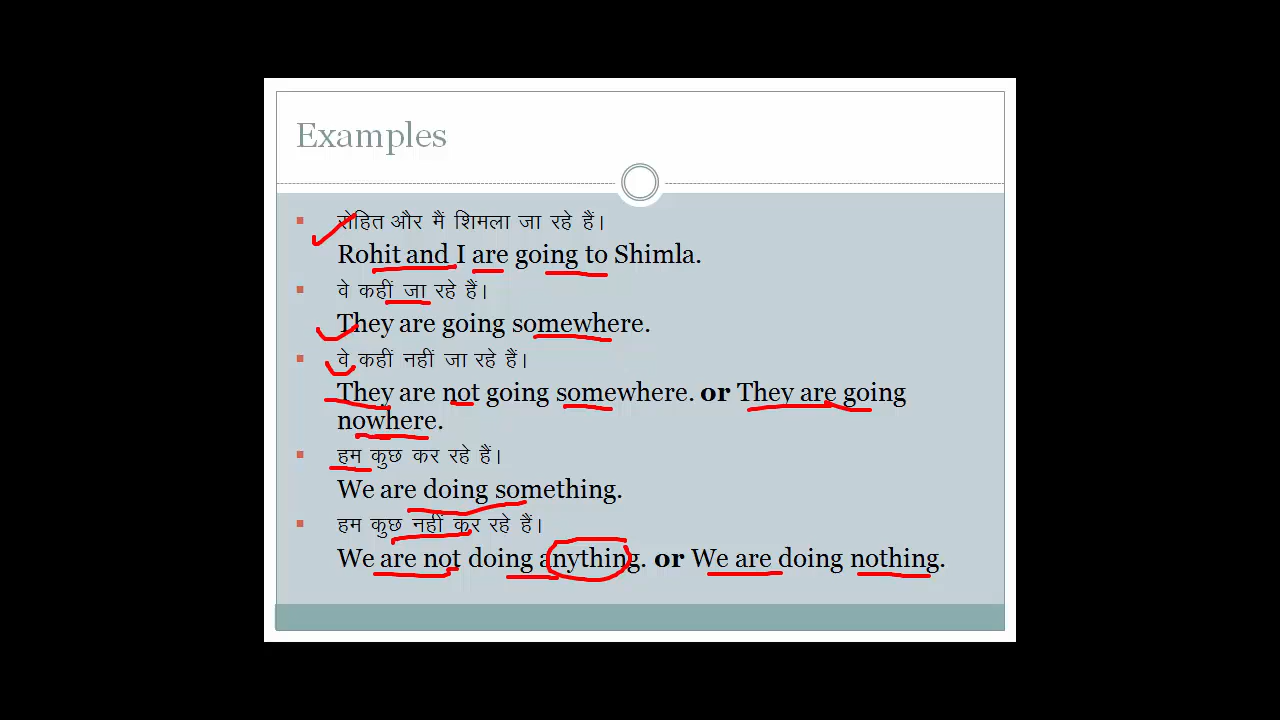 Examples
रोहित और मैं शिमला जा रहे हैं।
Rohit and I are going to Shimla.
वे कहीं जा रहे हैं।
They are going somewhere.
वे कहीं नहीं जा रहे हैं।
They are not going somewhere. or They are going
nowhere.
हम कुछ कर रहे हैं।
We are doing something.
हम कुछ नहीं कर रहे हैं।
We are not doing anything. or We are doing nothing.